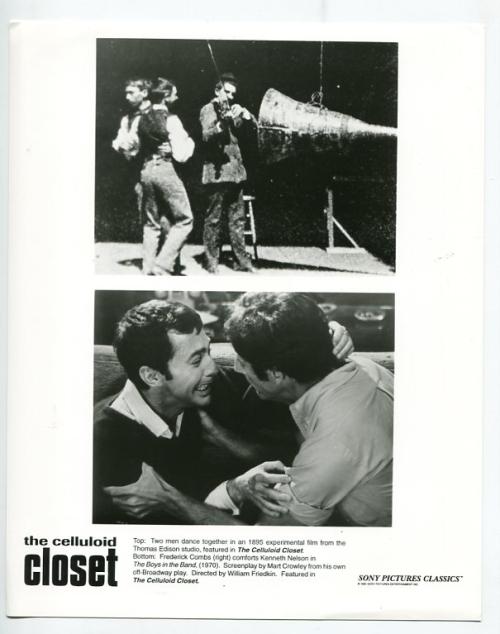 the celluloid
closet
Top: Two men dance together in an 1895 experimental film from the
Thomas Edison studio, featured in The Celluloid Closet.
Bottom: Frederick Combs (right) comforts Kenneth Nelson in
The Boys in the Band, (1970). Screenplay by Mart Crowley from his own
off-Broadway play. Directed by William Friedkin. Featured in
The Celluloid Closet.
SONY PICTURES CLASSICS™